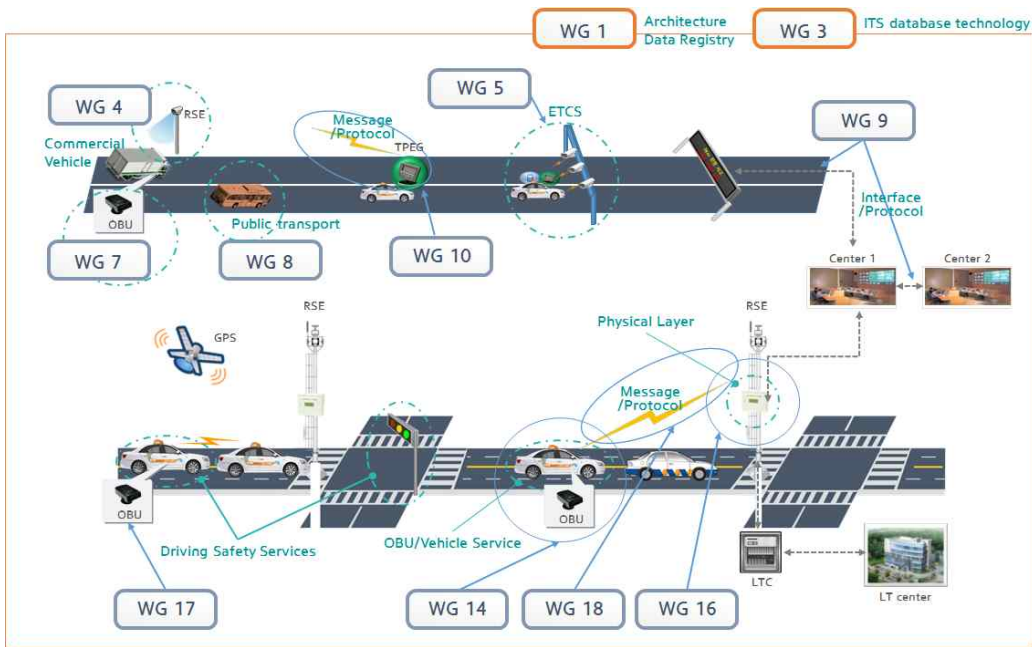 WG 1
Architecture
Data Registry
WG 3
ITS database technology
WG 4
RSE
Commercial
Vehicle
OBU
WG 7
Public transport
WG 8
Message
/Protocol
TPEG
WG 10
WG 5
ETCS
WG 9
Interface
/Protocol
Center 1
Center 2
GPS
RSE
Physical Layer
RSE
Message
/Protocol
OBU
Driving Safety Services
OBU/Vehicle Service
OBU
LTC
LT center
WG 17
WG 14
WG 18
WG 16